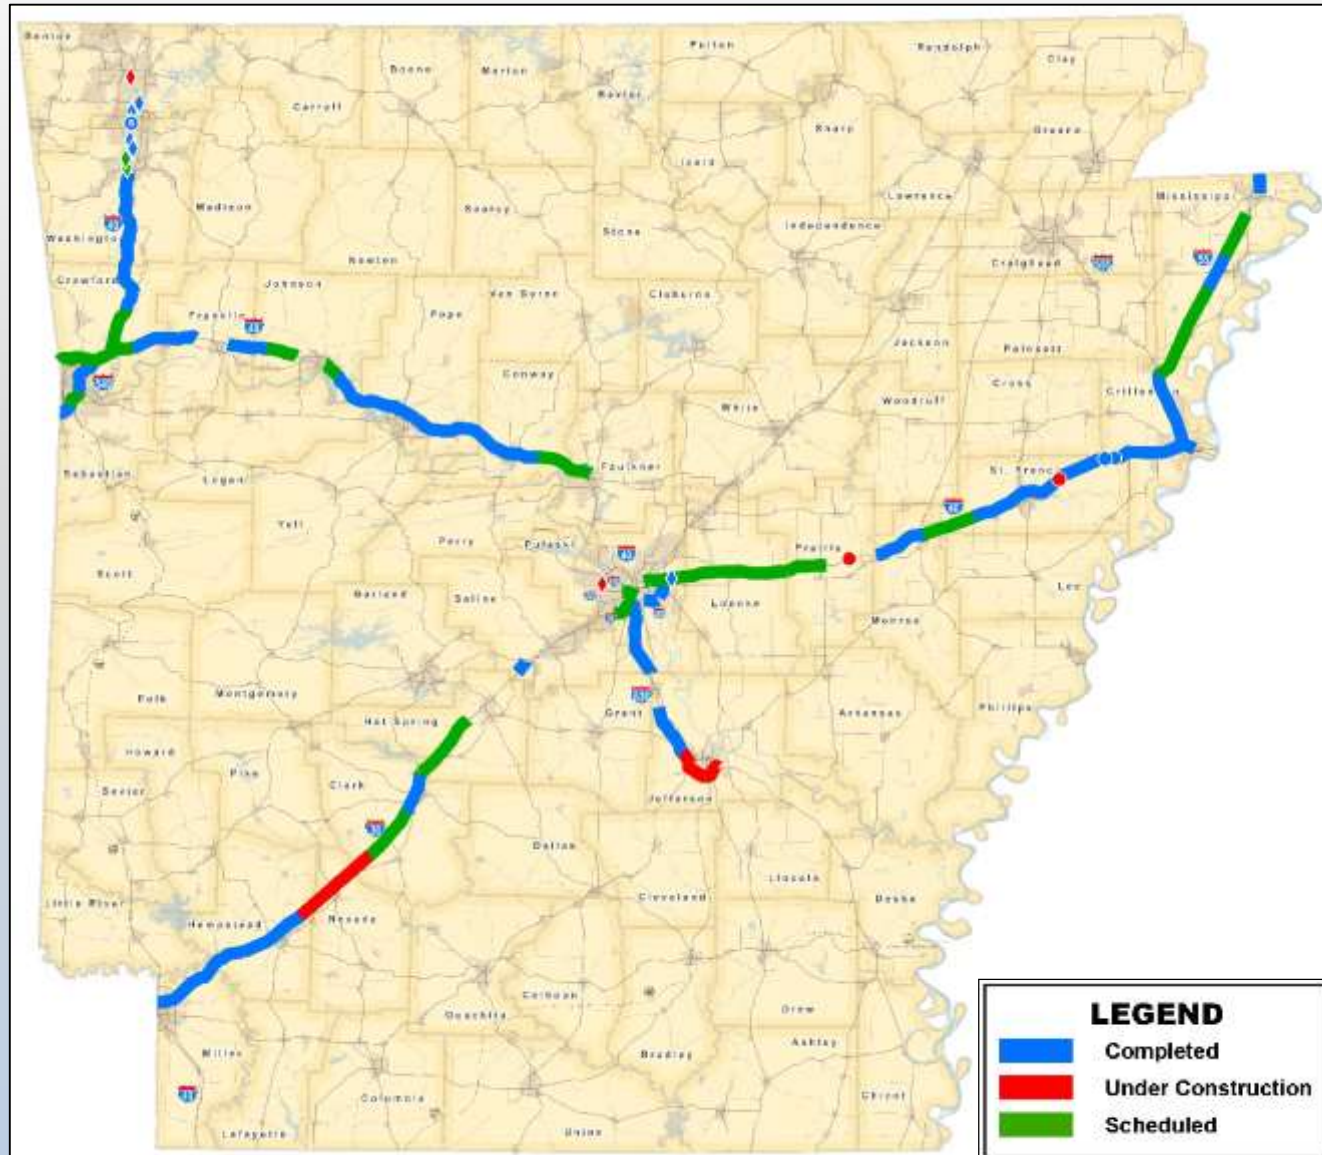 Benton
Carroll
Boone
Marion
Baxter
Fulton
Randolph
Clay
Sharp
Greene
Izard
Lawrence
Mississippi
Washington
Madison
Newton
Searcy
Stone
Independence
Craighead
Crawford
Franklin
Johnson
Pope
Van Buren
Cleburne
Jackson
Poinsett
Conway
White
Woodruff
Cross
Sebastian
Logan
Faulkner
Yell
Perry
Pulaski
Prairie
Scott
Garland
Saline
Lonoke
Monroe
Lee
Polk
Montgomery
Hot Spring
Grant
Arkansas
Phillips
Howard
Pike
Clark
Sevier
Jefferson
Dallas
Cleveland
Lincoln
Desha
Little River
Hempstead
Nevada
Ouachita
Calhoun
Drew
Bradley
Ashley
Miller
Columbia
Union
Chicot
Lafayette
LEGEND
Completed
Under Construction
Scheduled